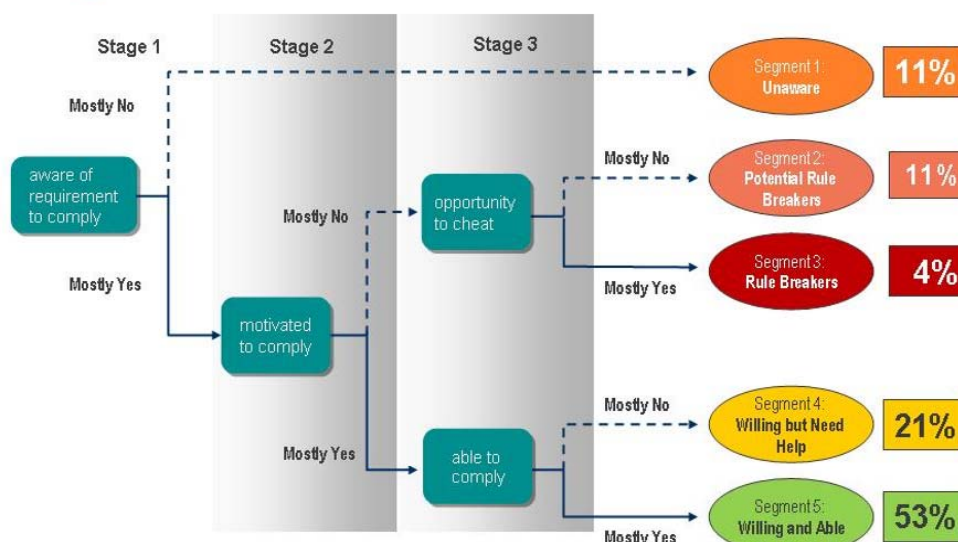 Stage 1
Stage 2
Stage 3
Segment 1:
Unaware
11%
Mostly No
aware of
requirement
to comply
Mostly No
opportunity
to cheat
Mostly No
Segment 2:
Potential Rule
Breakers
11%
Mostly Yes
Segment 3:
Rule Breakers
4%
Mostly Yes
motivated
to comply
Mostly Yes
able to
comply
Mostly No
Segment 4:
Willing but Need
Help
21%
Mostly Yes
Segment 5:
Willing and Able
53%